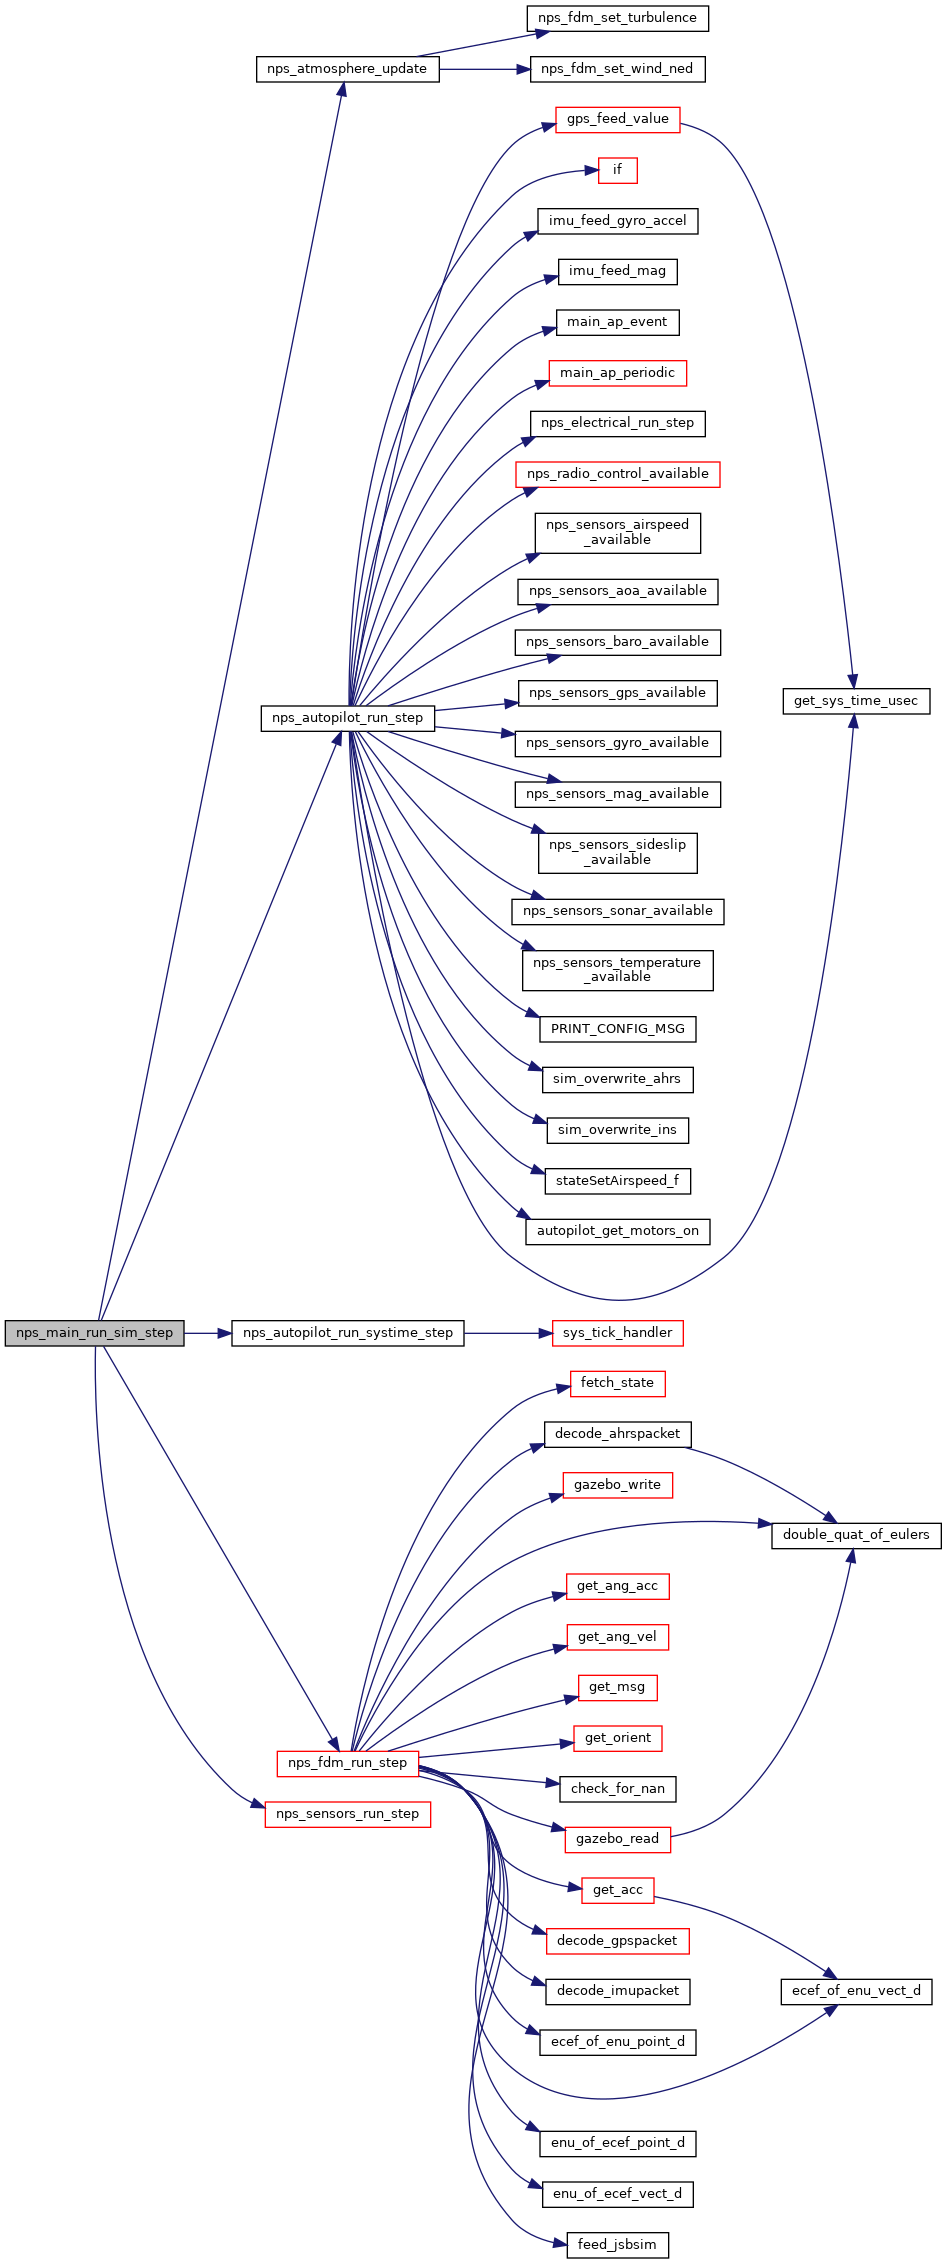 nps_fdm_set_turbulence
nps_atmosphere_update
nps_fdm_set_wind_ned
gps_feed_value
if
imu_feed_gyro_accel
imu_feed_mag
main_ap_event
main_ap_periodic
nps_electrical_run_step
nps_radio_control_available
nps_sensors_airspeed
_available
nps_sensors_aoa_available
nps_sensors_baro_available
nps_sensors_gps_available
get_sys_time_usec
nps_autopilot_run_step
nps_sensors_gyro_available
nps_sensors_mag_available
nps_sensors_sideslip
_available
nps_sensors_sonar_available
nps_sensors_temperature
_available
PRINT_CONFIG_MSG
sim_overwrite_ahrs
sim_overwrite_ins
stateSetAirspeed_f
autopilot_get_motors_on
nps_main_run_sim_step
nps_autopilot_run_systime_step
sys_tick_handler
fetch_state
decode_ahrspacket
gazebo_write
double_quat_of_eulers
get_ang_acc
get_ang_vel
get_msg
get_orient
nps_fdm_run_step
check_for_nan
nps_sensors_run_step
gazebo_read
get_acc
decode_gpspacket
decode_imupacket
ecef_of_enu_vect_d
ecef_of_enu_point_d
enu_of_ecef_point_d
enu_of_ecef_vect_d
feed_jsbsim